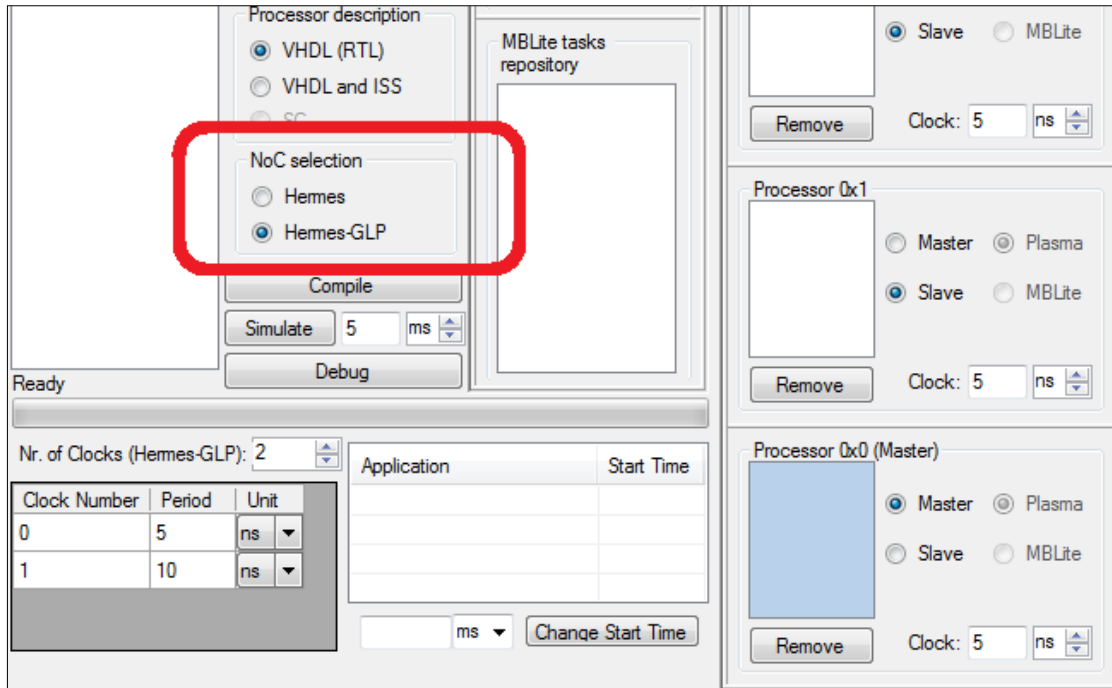 Processor description
VHDL (RTL)
VHDL and ISS
SC
NoC selection
Hermes
Hermes-GLP
Compile
Simulate 5 ms
Debug
Ready
MBLite tasks
repository
Slave MBLite
Remove Clock: 5 ns
Processor 0x1
Master Plasma
Slave MBLite
Remove Clock: 5 ns
Nr. of Clocks (Hermes-GLP): 2
Clock Number Period Unit
0 5 ns
1 10 ns
Application Start Time
ms Change Start Time
Processor 0x0 (Master)
Master Plasma
Slave MBLite
Remove Clock: 5 ns